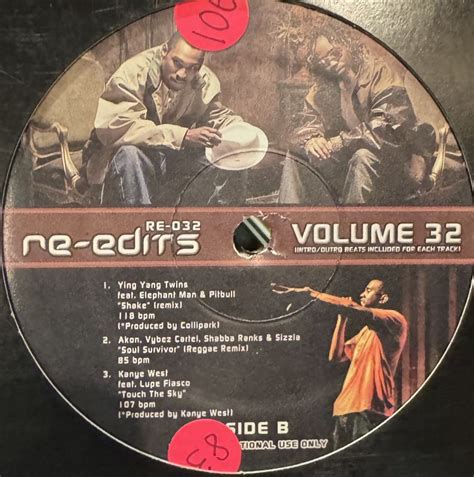 106
RE-032
re-edits
VOLUME 32
(INTRO/OUTRO BEATS INCLUDED FOR EACH TRACK)
1. Ying Yang Twins
feat. Elephant Man & Pitbull
"Shake" (remix)
118 bpm
(*Produced by Collipark)
2. Akon, Vybez Cartel, Shabba Ranks & Sizzla
"Soul Survivor" (Reggae Remix)
85 bpm
3. Kanye West
feat. Lupe Fiasco
"Touch The Sky"
107 bpm
(*Produced by Kanye West)
SIDE B
TIONAL USE ONLY